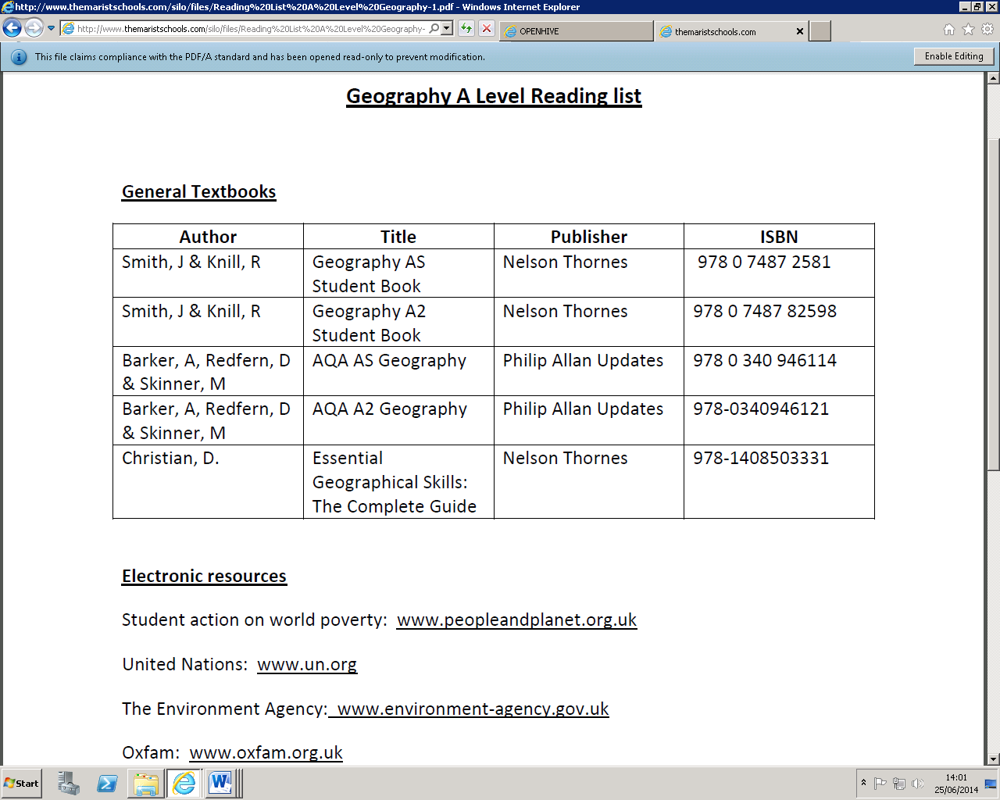 http://www.themaristschools.com/silo/files/Reading%20List%20A%20Level%20Geography-1.pdf - Windows Internet Explorer
http://www.themaristschools.com/silo/files/Reading%20List%20A%20Level%20Geography-
OPENHIVE
themaristschools.com
This file claims compliance with the PDF/A standard and has been opened read-only to prevent modification.
Enable Editing
Geography A Level Reading list
General Textbooks
Author Title Publisher ISBN
Smith, J & Knill, R Geography AS Nelson Thornes 978 0 7487 2581
Student Book
Smith, J & Knill, R Geography A2 Nelson Thornes 978 0 7487 82598
Student Book
Barker, A, Redfern, D AQA AS Geography Philip Allan Updates 978 0 340 946114
& Skinner, M
Barker, A, Redfern, D AQA A2 Geography Philip Allan Updates 978-0340946121
& Skinner, M
Christian, D. Essential Nelson Thornes 978-1408503331
Geographical Skills:
The Complete Guide
Electronic resources
Student action on world poverty: www.peopleandplanet.org.uk
United Nations: www.un.org
The Environment Agency: www.environment-agency.gov.uk
Oxfam: www.oxfam.org.uk
Start
14:01
25/06/2014